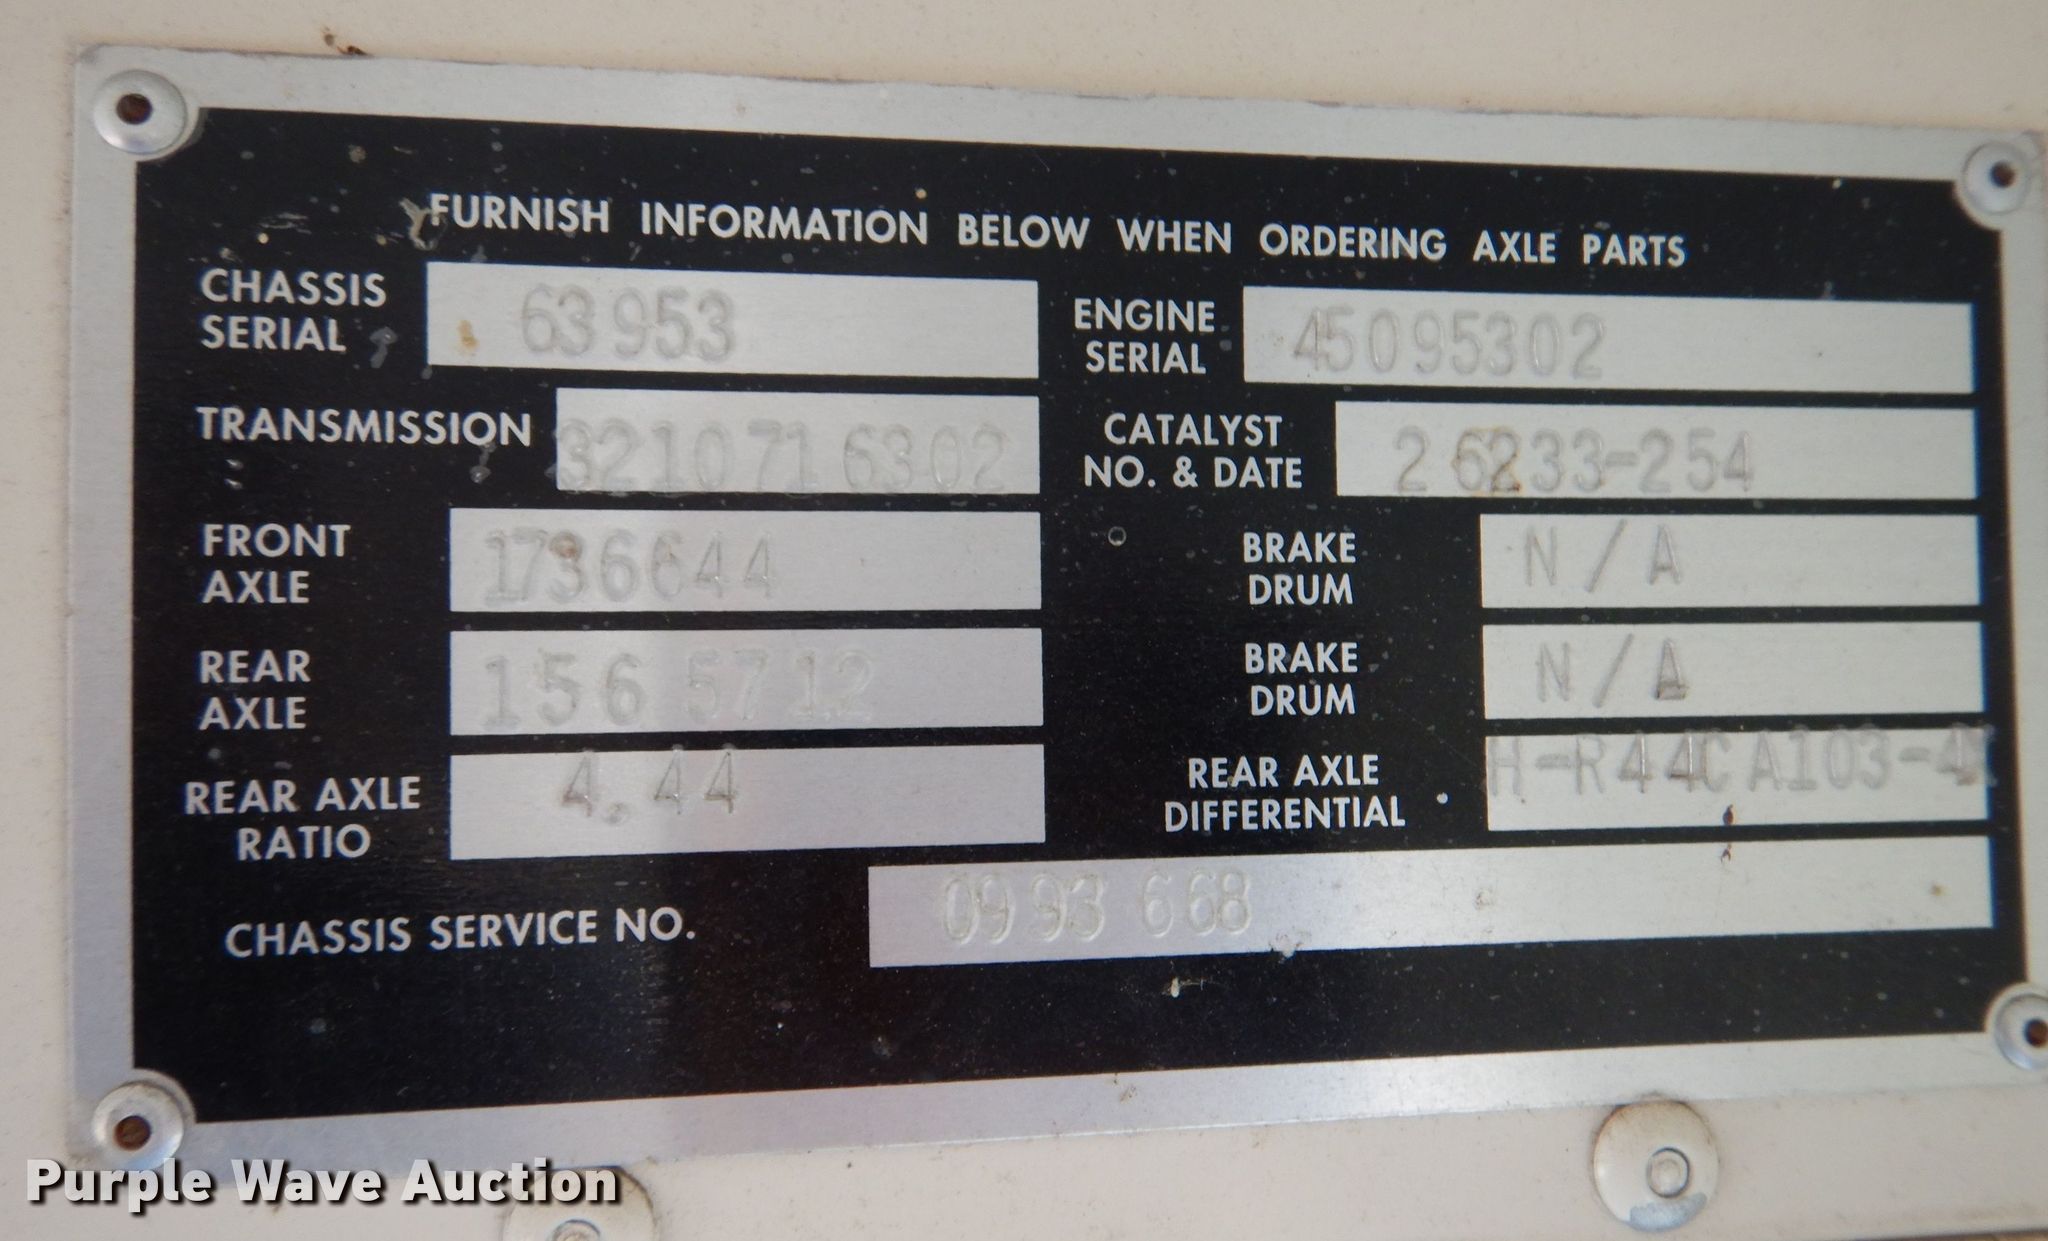 FURNISH INFORMATION BELOW WHEN ORDERING AXLE PARTS
CHASSIS SERIAL 63953
ENGINE SERIAL 45095302
TRANSMISSION 3210716302
CATALYST NO. & DATE 26233-254
FRONT AXLE 1736644
BRAKE DRUM N/A
REAR AXLE 1565712
BRAKE DRUM N/A
REAR AXLE RATIO 4.44
REAR AXLE DIFFERENTIAL
CHASSIS SERVICE NO. 0993668
Purple Wave Auction